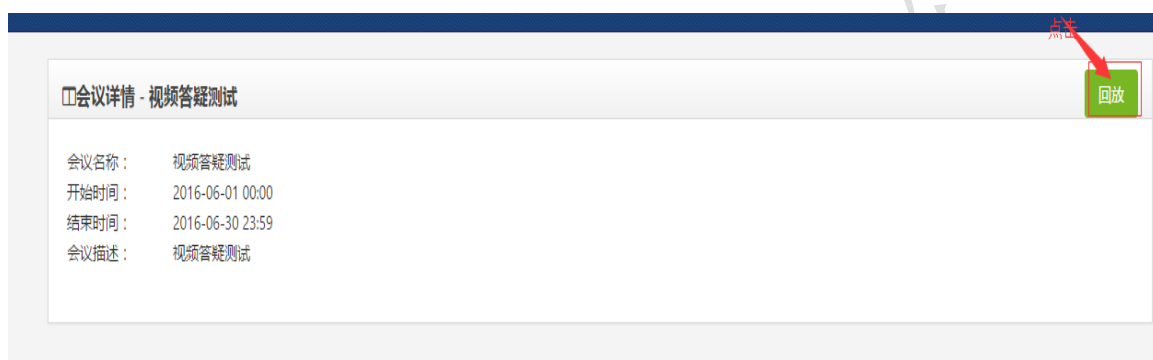 点击
会议详情 - 视频答疑测试
回放
会议名称： 视频答疑测试
开始时间： 2016-06-01 00:00
结束时间： 2016-06-30 23:59
会议描述： 视频答疑测试